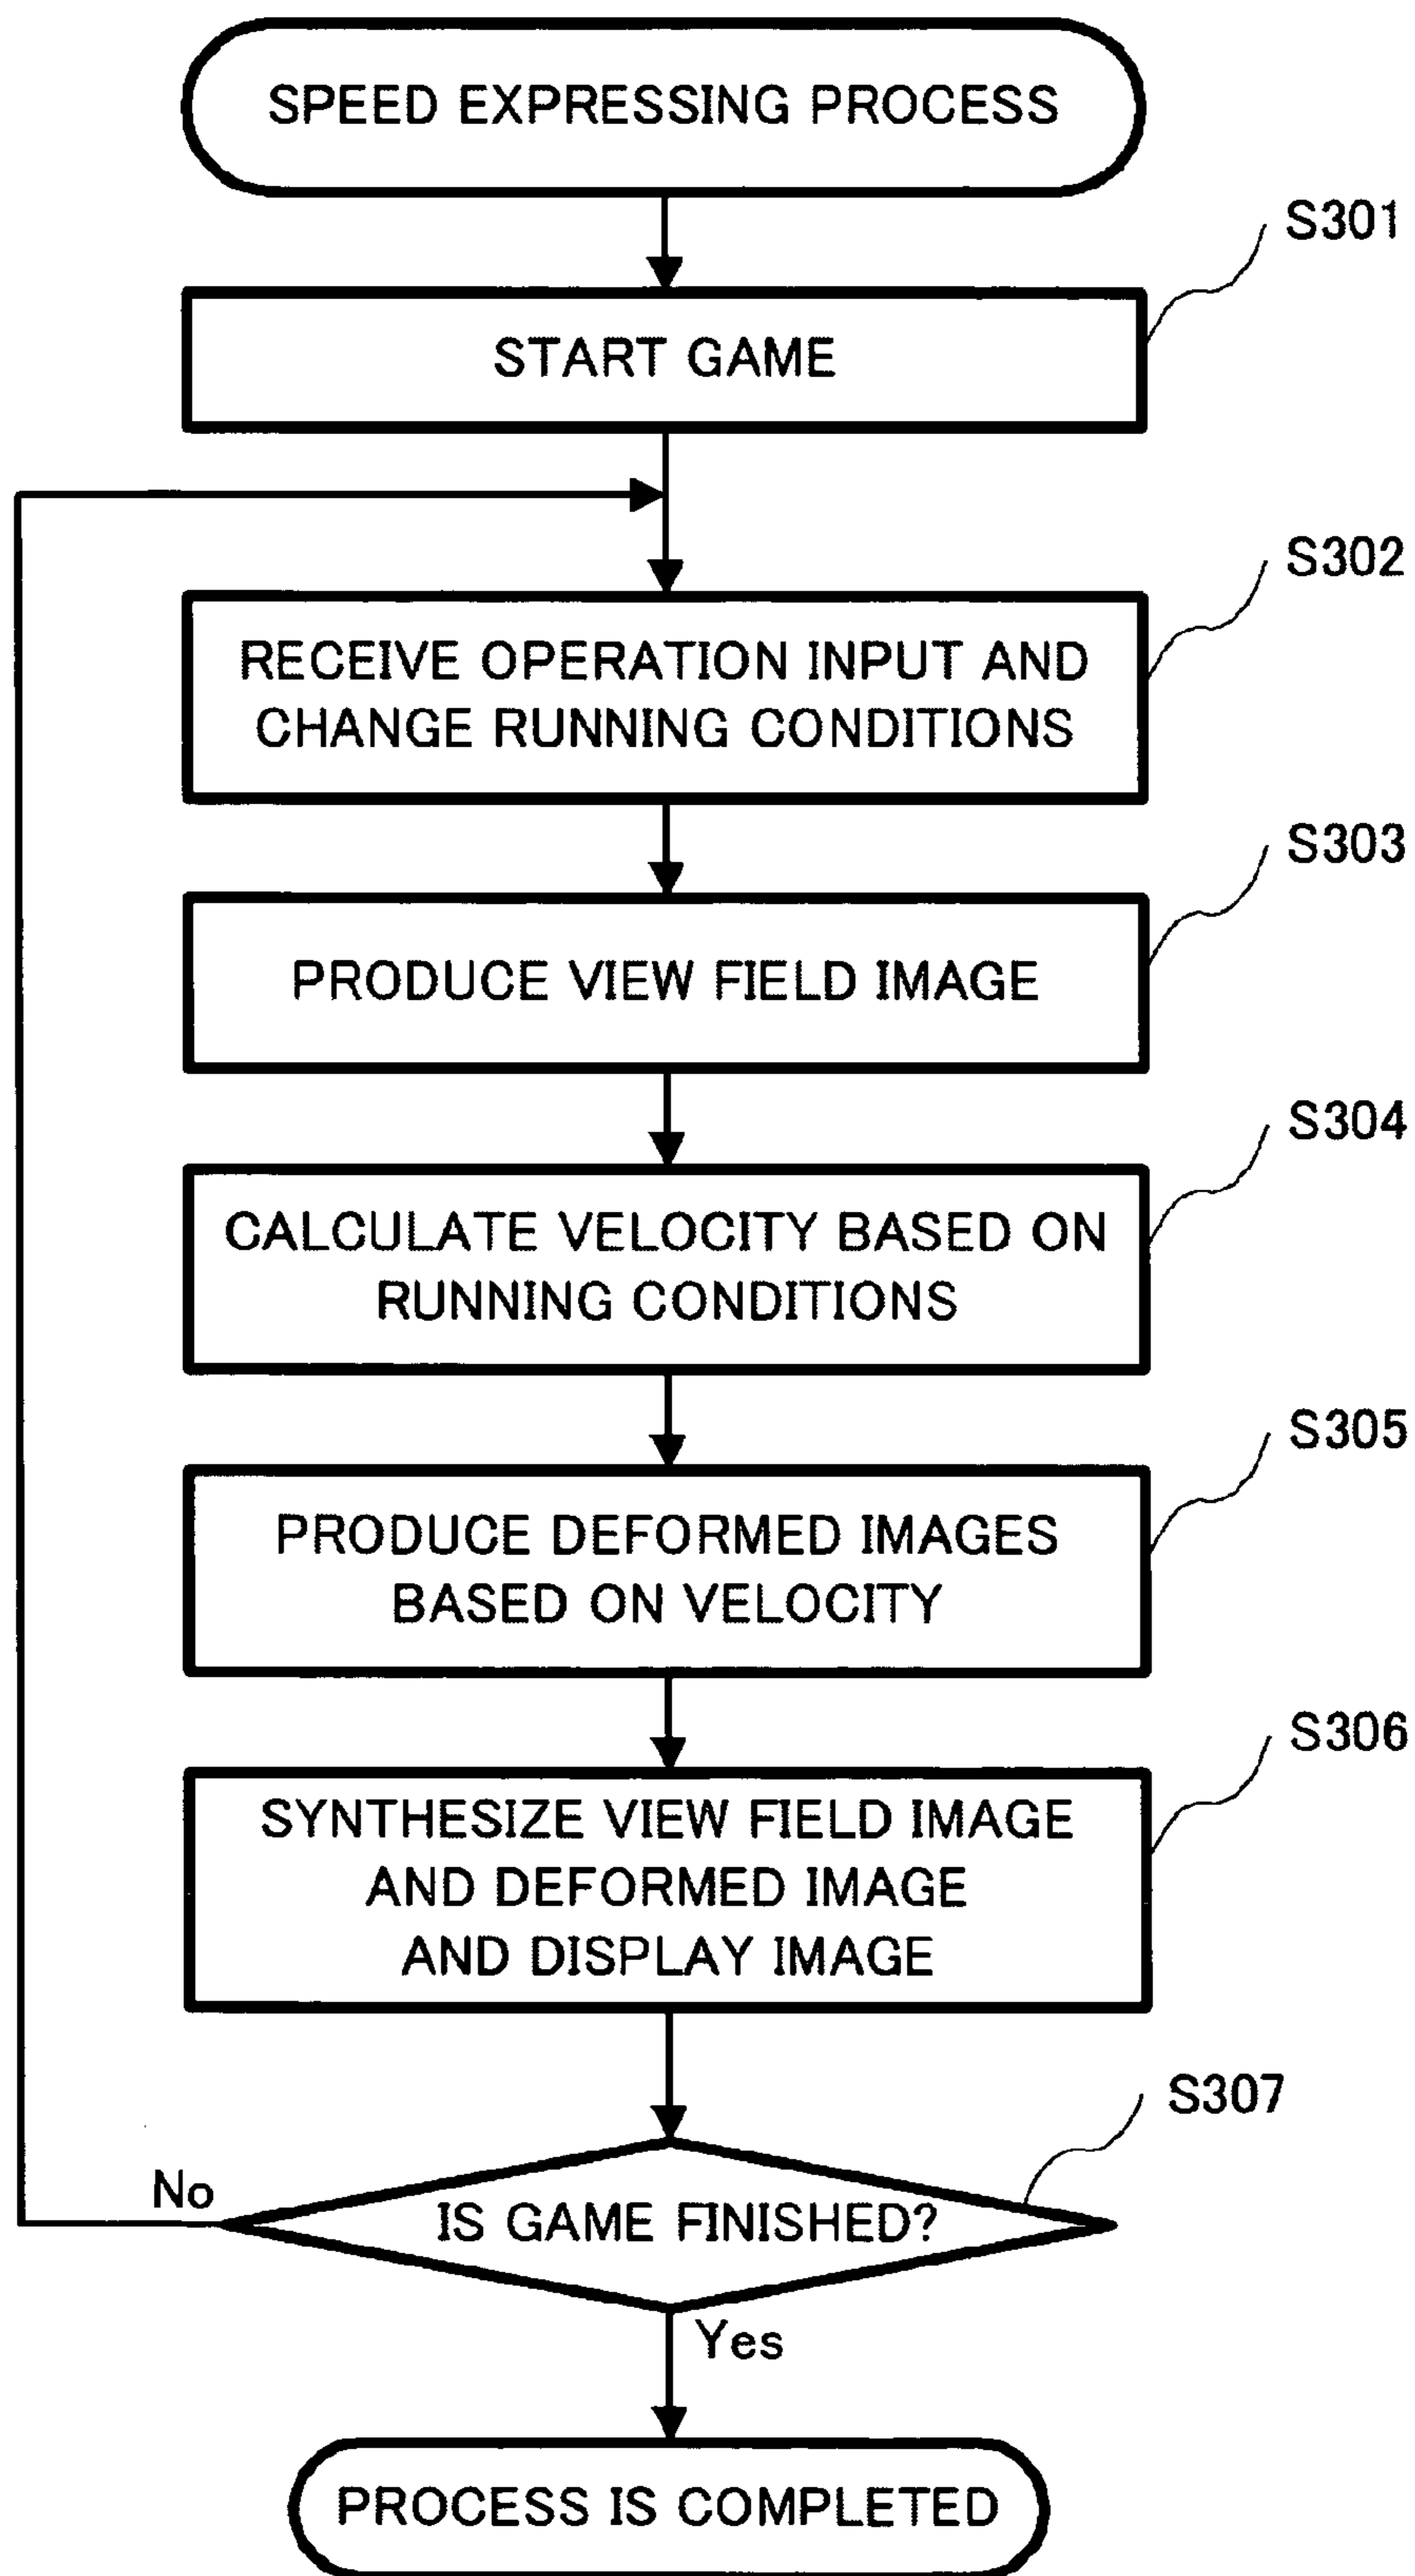 SPEED EXPRESSING PROCESS
S301
START GAME
S302
RECEIVE OPERATION INPUT AND
CHANGE RUNNING CONDITIONS
S303
PRODUCE VIEW FIELD IMAGE
S304
CALCULATE VELOCITY BASED ON
RUNNING CONDITIONS
S305
PRODUCE DEFORMED IMAGES
BASED ON VELOCITY
S306
SYNTHESIZE VIEW FIELD IMAGE
AND DEFORMED IMAGE
AND DISPLAY IMAGE
S307
No
IS GAME FINISHED?
Yes
PROCESS IS COMPLETED